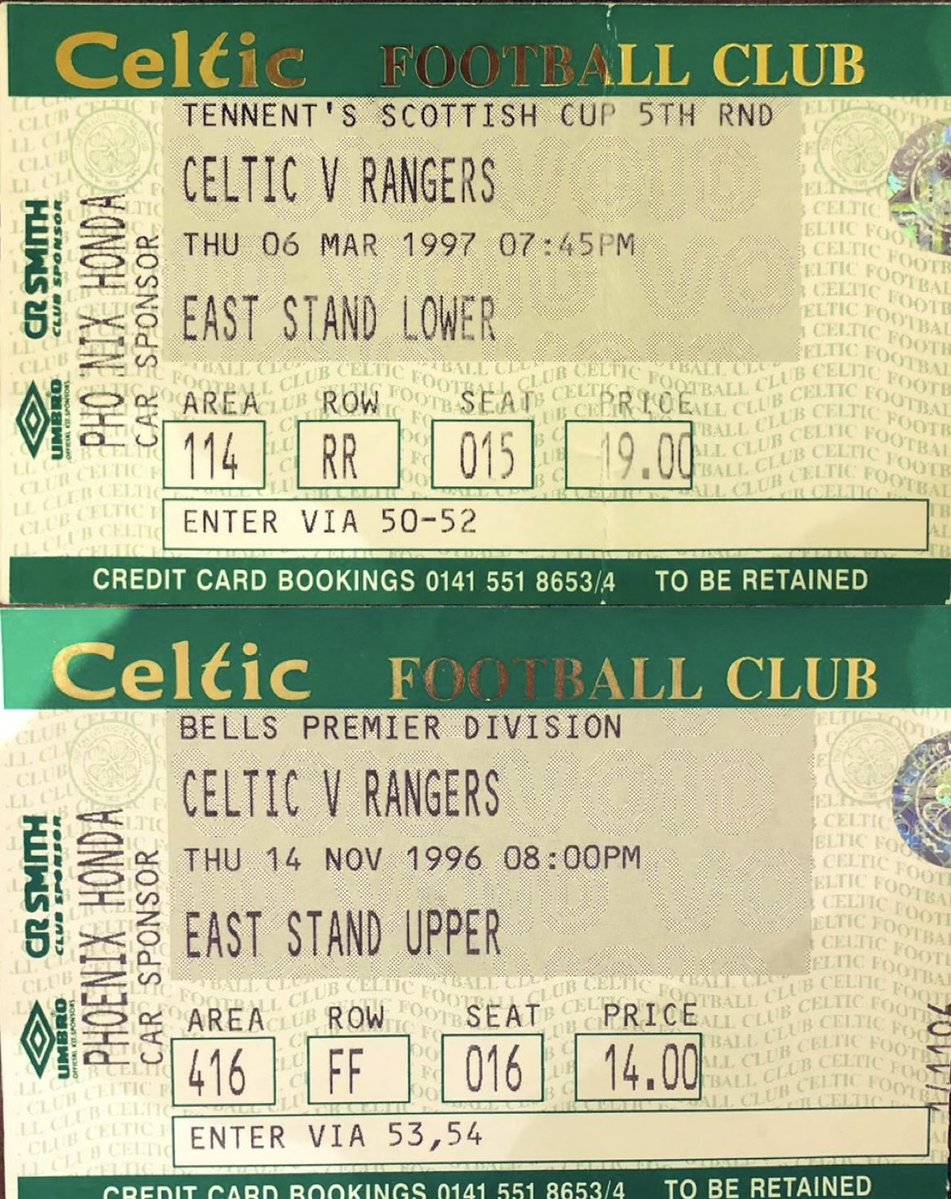 Celtic FOOTBALL CLUB
TENNENT'S SCOTTISH CUP 5TH RND
CELTIC V RANGERS
THU 06 MAR 1997 07:45PM
EAST STAND LOWER
CR SMITH
CLUB SPONSOR
UMBRO
PHO NIX HONDA
CAR SPONSOR
AREA ROW SEAT PRICE
114 RR 015 19.00
ENTER VIA 50-52
CREDIT CARD BOOKINGS 0141 551 8653/4 TO BE RETAINED
Celtic FOOTBALL CLUB
BELLS PREMIER DIVISION
CELTIC V RANGERS
THU 14 NOV 1996 08:00PM
EAST STAND UPPER
CR SMITH
CLUB SPONSOR
UMBRO
PHOENIX HONDA
CAR SPONSOR
AREA ROW SEAT PRICE
416 FF 016 14.00
ENTER VIA 53,54
CREDIT CARD BOOKINGS 0141 551 8653/4 TO BE RETAINED